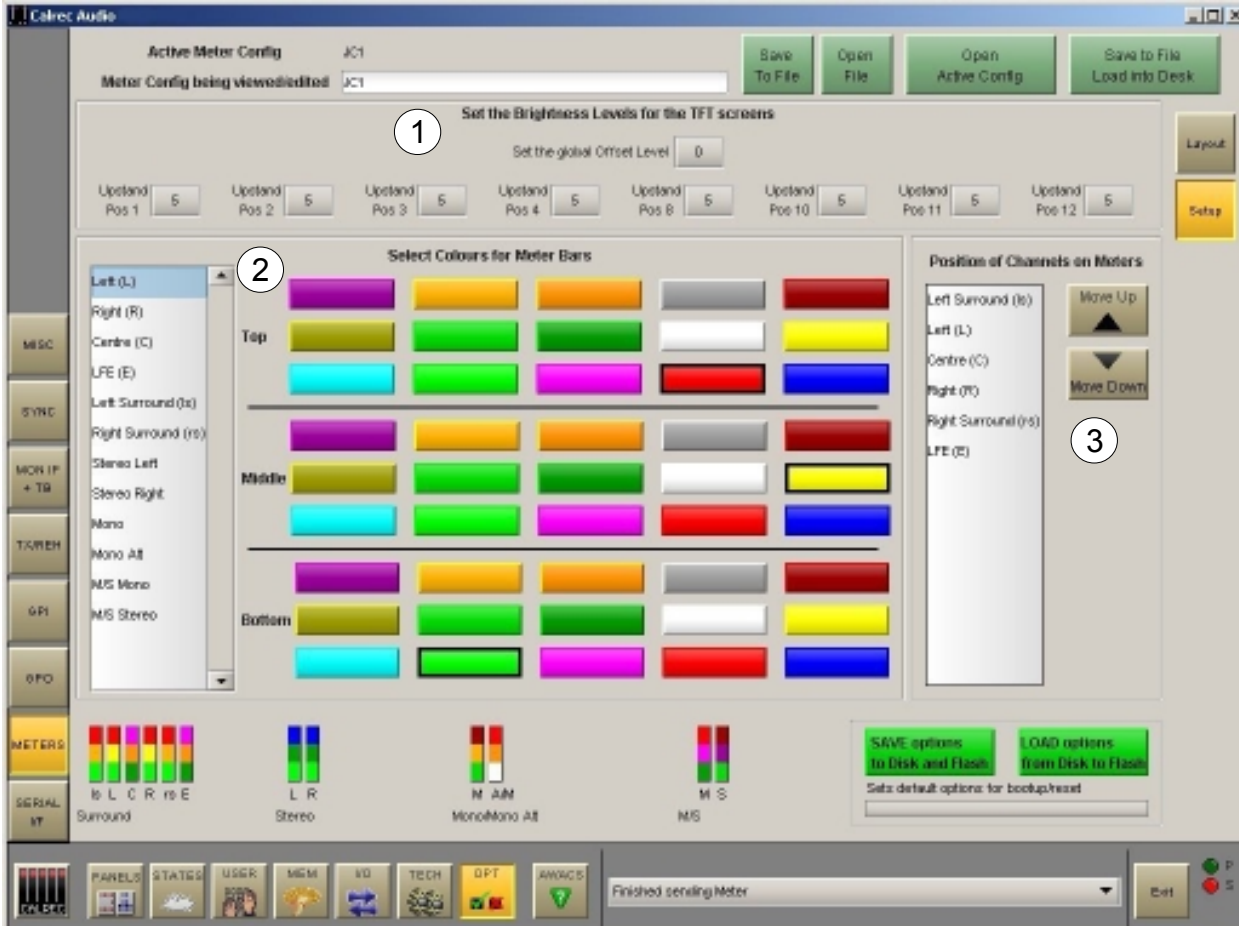 Calrec Audio
Active Meter Config JC1
Meter Config being viewed/edited JC1
Save To File
Open File
Open Active Config
Save to File Load into Desk
1
Set the Brightness Levels for the TFT screens
Set the global Offset Level 0
Upstand Pos 1 5
Upstand Pos 2 5
Upstand Pos 3 5
Upstand Pos 4 5
Upstand Pos 8 5
Upstand Pos 10 5
Upstand Pos 11 5
Upstand Pos 12 5
Layout
Setup
2
Select Colours for Meter Bars
Left (L)
Right (R)
Centre (C)
LFE (E)
Left Surround (ls)
Right Surround (rs)
Stereo Left
Stereo Right
Mono
Mono Alt
M/S Mono
M/S Stereo
Top
Middle
Bottom
Position of Channels on Meters
Left Surround (ls)
Left (L)
Centre (C)
Right (R)
Right Surround (rs)
LFE (E)
Move Up
Move Down
3
MISC
SYNC
MON IP + TB
TX/REH
GPI
GPO
METERS
SERIAL I/F
ls L C R rs E
Surround
L R
Stereo
M A/M
Mono/Mono Alt
M S
M/S
SAVE options to Disk and Flash
LOAD options from Disk to Flash
Sets default options for bootup/reset
CALREC
PANELS
STATES
USER
MEM
I/O
TECH
OPT
AWACS
Finished sending Meter
Exit
P
S